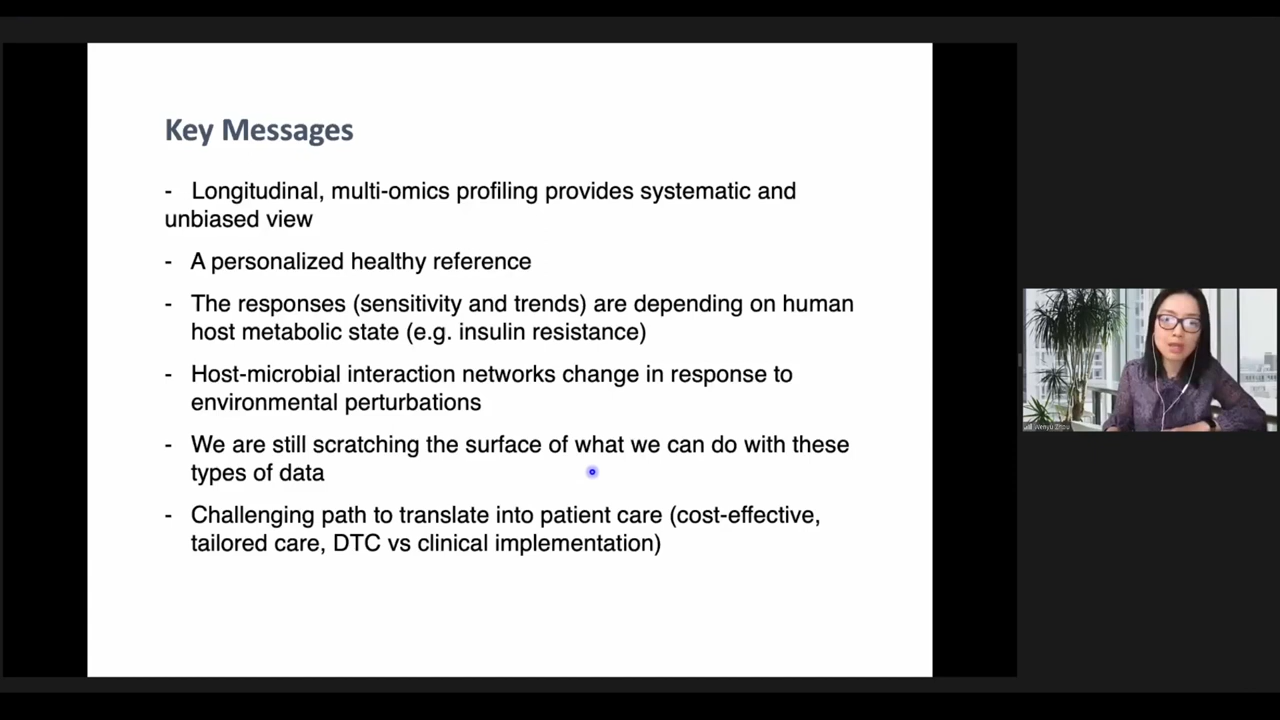 Key Messages
- Longitudinal, multi-omics profiling provides systematic and
unbiased view
- A personalized healthy reference
- The responses (sensitivity and trends) are depending on human
host metabolic state (e.g. insulin resistance)
- Host-microbial interaction networks change in response to
environmental perturbations
- We are still scratching the surface of what we can do with these
types of data
- Challenging path to translate into patient care (cost-effective,
tailored care, DTC vs clinical implementation)
Wenyu Zhou